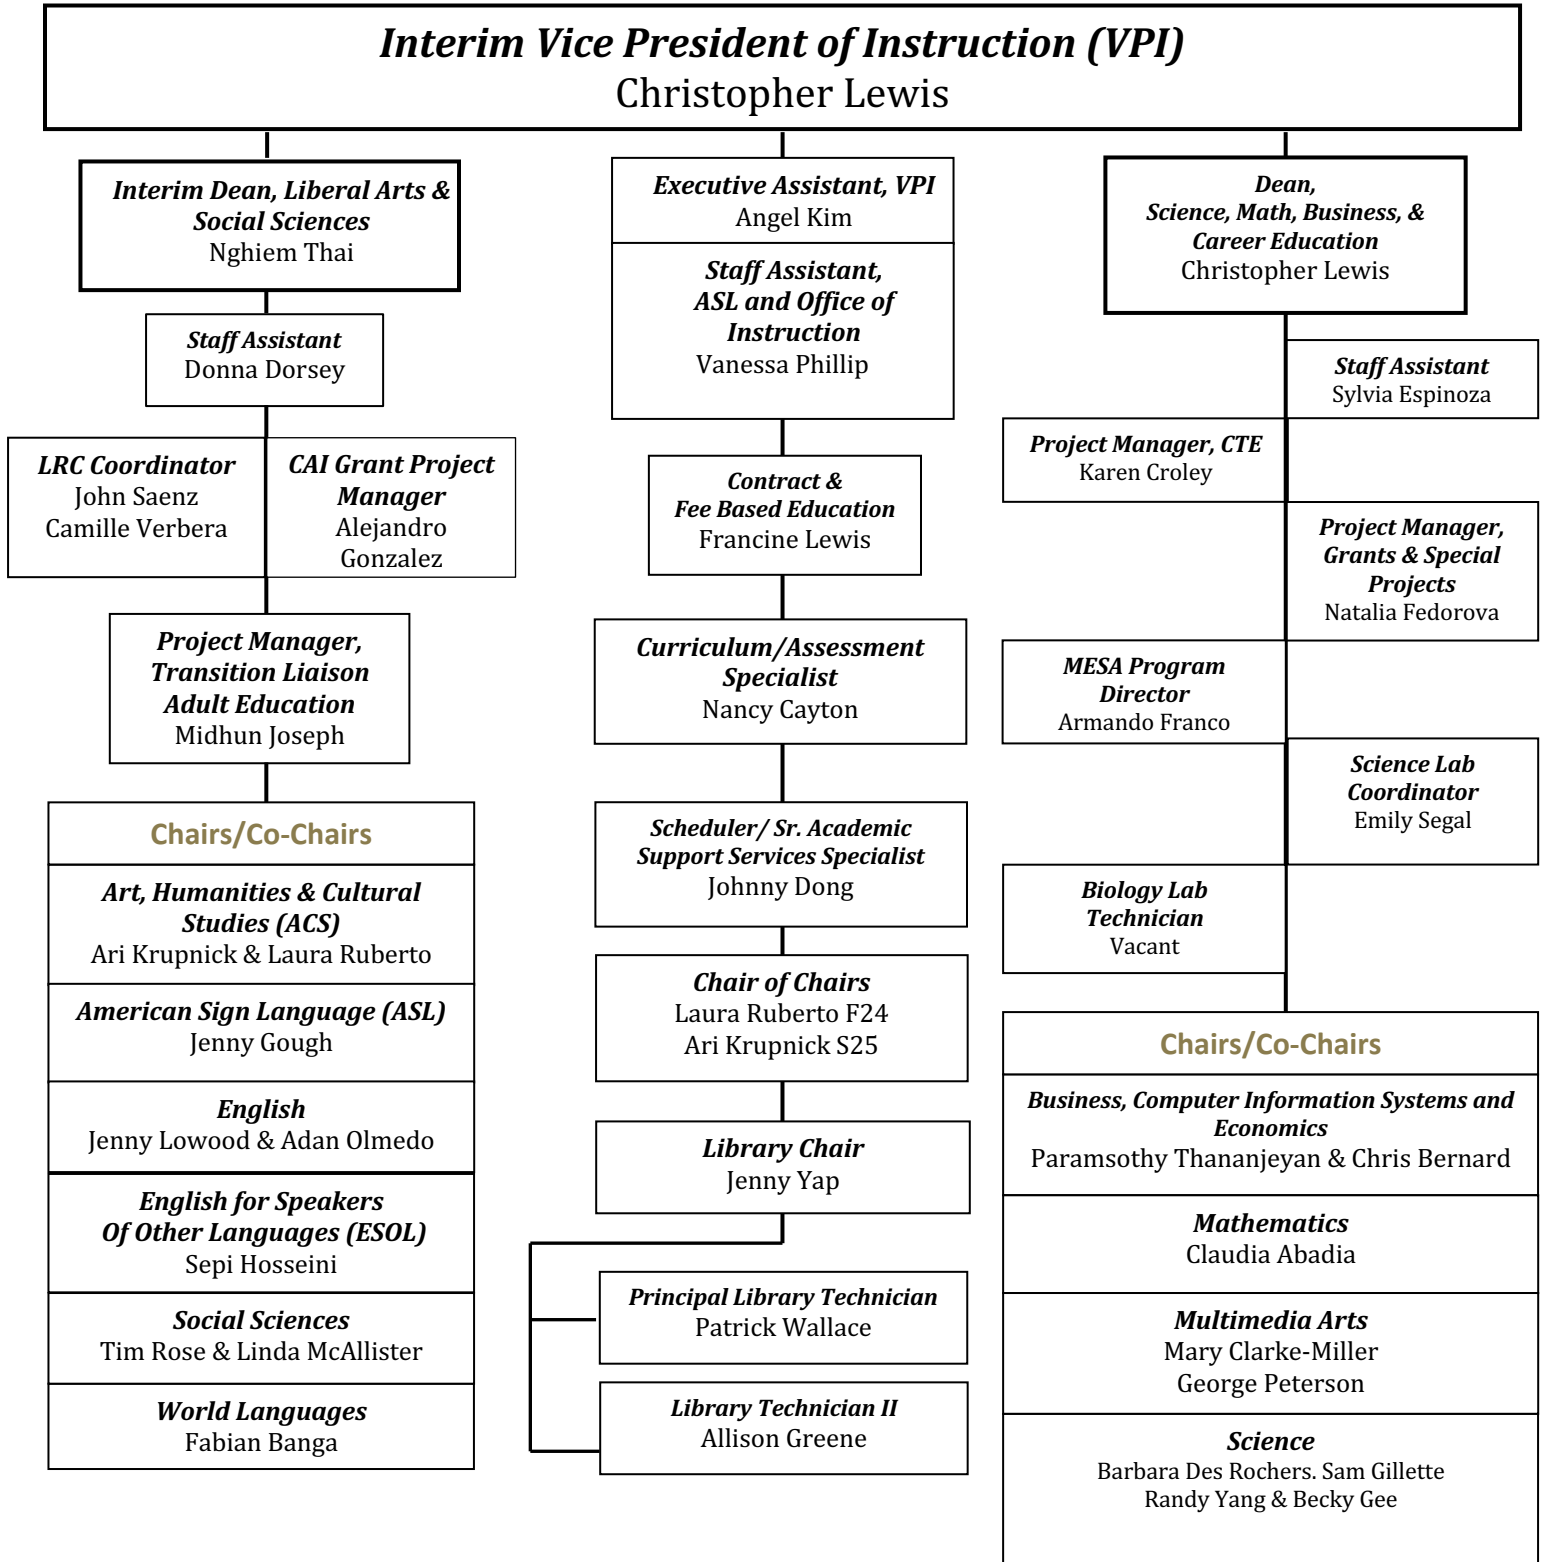 Interim Vice President of Instruction (VPI)
Christopher Lewis
Interim Dean, Liberal Arts &
Social Sciences
Nghiem Thai
Staff Assistant
Donna Dorsey
LRC Coordinator
John Saenz
Camille Verbera
CAI Grant Project
Manager
Alejandro
Gonzalez
Project Manager,
Transition Liaison
Adult Education
Midhun Joseph
Chairs/Co-Chairs
Art, Humanities & Cultural
Studies (ACS)
Ari Krupnick & Laura Ruberto
American Sign Language (ASL)
Jenny Gough
English
Jenny Lowood & Adan Olmedo
English for Speakers
Of Other Languages (ESOL)
Sepi Hosseini
Social Sciences
Tim Rose & Linda McAllister
World Languages
Fabian Banga
Executive Assistant, VPI
Angel Kim
Staff Assistant,
ASL and Office of
Instruction
Vanessa Phillip
Contract &
Fee Based Education
Francine Lewis
Curriculum/Assessment
Specialist
Nancy Cayton
Scheduler/ Sr. Academic
Support Services Specialist
Johnny Dong
Chair of Chairs
Laura Ruberto F24
Ari Krupnick S25
Library Chair
Jenny Yap
Principal Library Technician
Patrick Wallace
Library Technician II
Allison Greene
Dean,
Science, Math, Business, &
Career Education
Christopher Lewis
Staff Assistant
Sylvia Espinoza
Project Manager, CTE
Karen Croley
Project Manager,
Grants & Special
Projects
Natalia Fedorova
MESA Program
Director
Armando Franco
Science Lab
Coordinator
Emily Segal
Biology Lab
Technician
Vacant
Chairs/Co-Chairs
Business, Computer Information Systems and
Economics
Paramsothy Thananjeyan & Chris Bernard
Mathematics
Claudia Abadia
Multimedia Arts
Mary Clarke-Miller
George Peterson
Science
Barbara Des Rochers. Sam Gillette
Randy Yang & Becky Gee